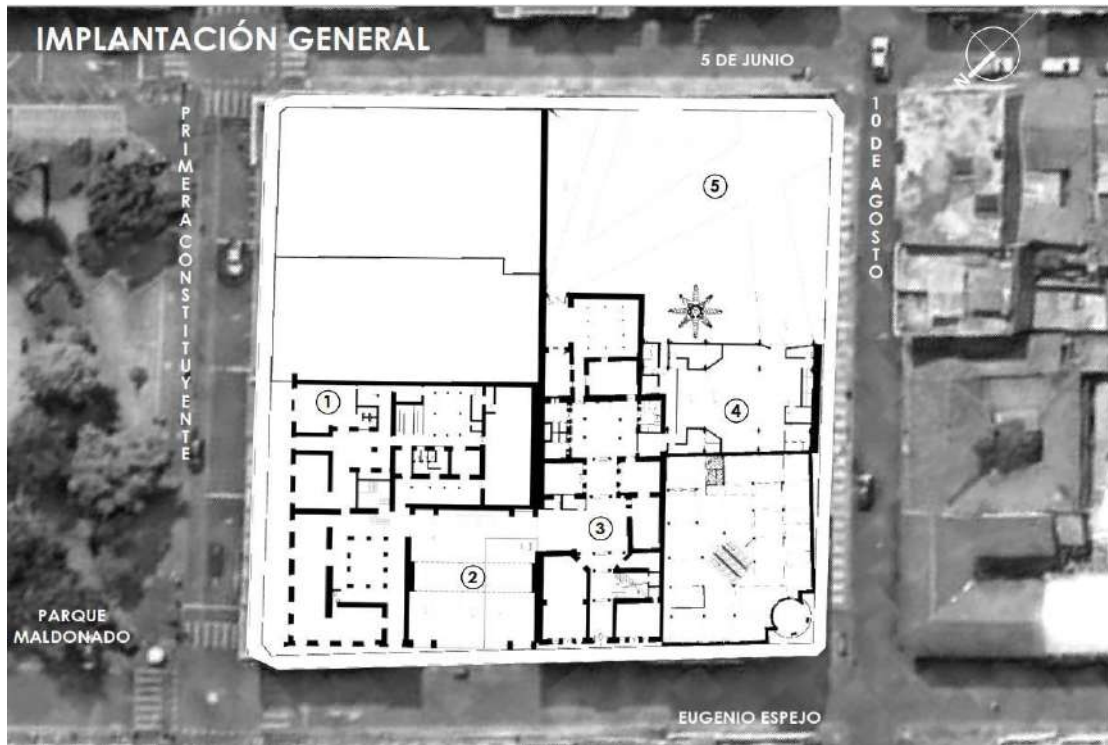 IMPLANTACIÓN GENERAL
5 DE JUNIO
N
PRIMERA CONSTITUYENTE
10 DE AGOSTO
5
1
4
3
2
PARQUE
MALDONADO
EUGENIO ESPEJO